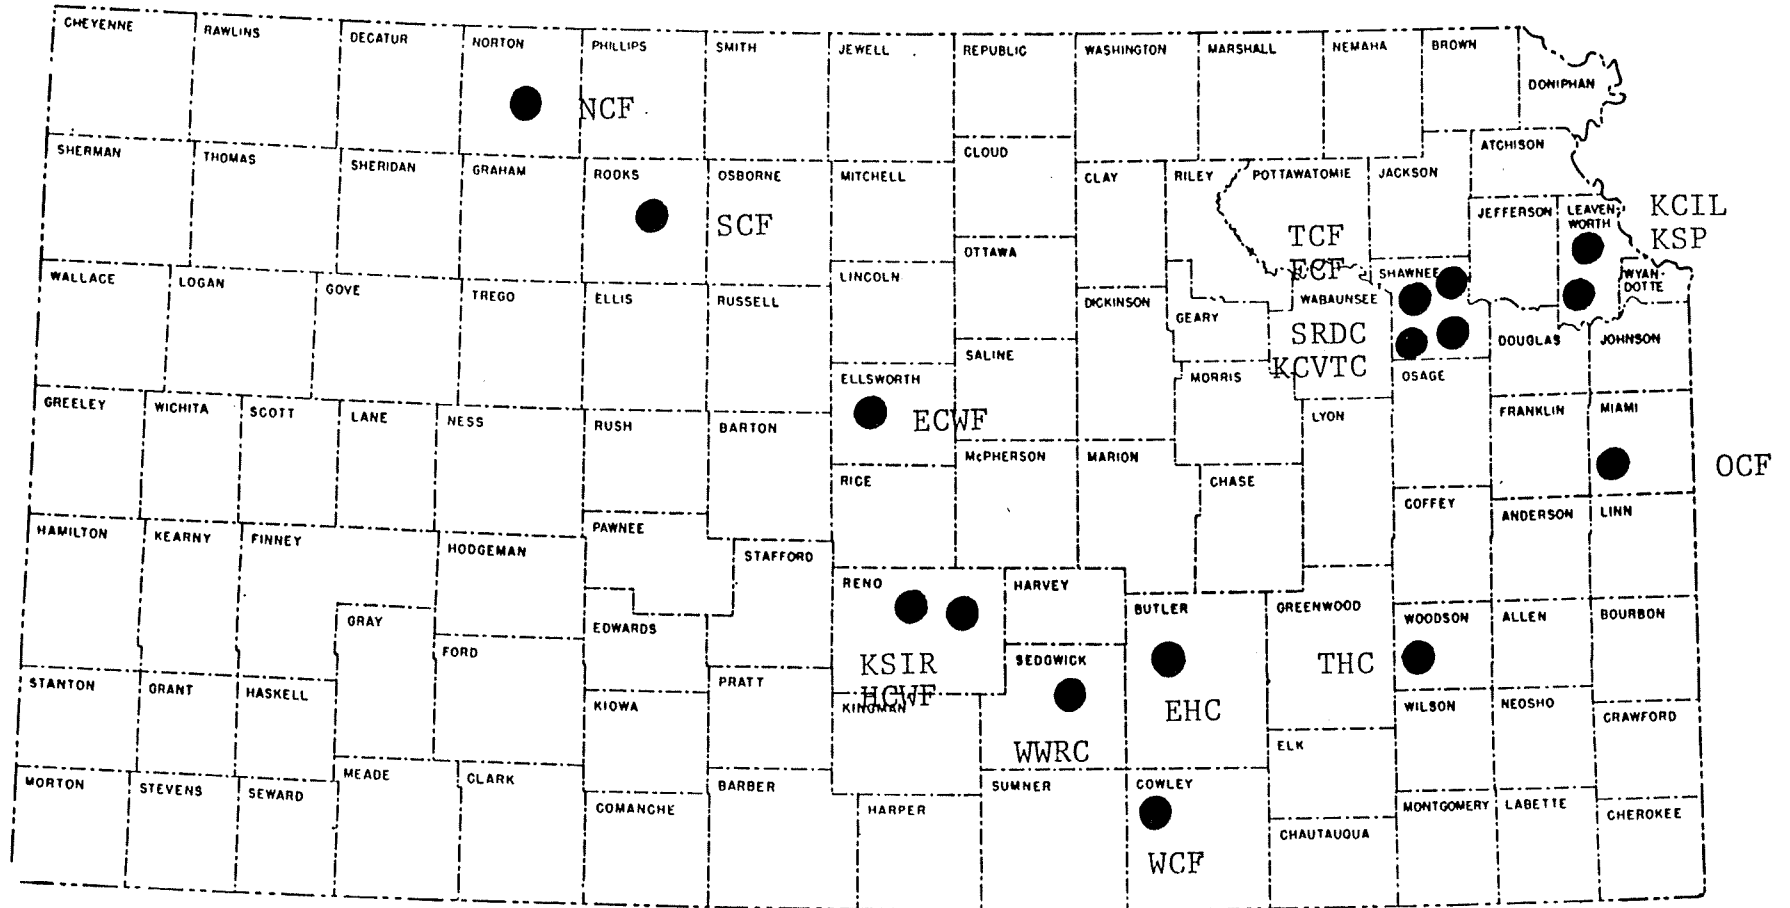 CHEYENNE
RAWLINS
DECATUR
NORTON
PHILLIPS
SMITH
JEWELL
REPUBLIC
WASHINGTON
MARSHALL
NEMAHA
BROWN
DONIPHAN
NCF
SHERMAN
THOMAS
SHERIDAN
GRAHAM
ROOKS
OSBORNE
MITCHELL
CLOUD
CLAY
RILEY
POTTAWATOMIE
JACKSON
ATCHISON
JEFFERSON
LEAVEN-
WORTH
KCIL
KSP
SCF
TCF
ECF
WALLACE
LOGAN
GOVE
TREGO
ELLIS
RUSSELL
LINCOLN
OTTAWA
DICKINSON
GEARY
WABAUNSEE
SHAWNEE
WYAN-
DOTTE
SRDC
KCVTC
SALINE
MORRIS
OSAGE
DOUGLAS
JOHNSON
GREELEY
WICHITA
SCOTT
LANE
NESS
RUSH
BARTON
ELLSWORTH
ECWF
McPHERSON
MARION
LYON
FRANKLIN
MIAMI
OCF
RICE
CHASE
COFFEY
ANDERSON
LINN
HAMILTON
KEARNY
FINNEY
HODGEMAN
PAWNEE
STAFFORD
RENO
HARVEY
BUTLER
GREENWOOD
WOODSON
ALLEN
BOURBON
GRAY
FORD
EDWARDS
KSIR
HCWF
SEDGWICK
THC
STANTON
GRANT
HASKELL
KIOWA
PRATT
KINGMAN
WWRC
EHC
ELK
WILSON
NEOSHO
CRAWFORD
MORTON
STEVENS
SEWARD
MEADE
CLARK
COMANCHE
BARBER
HARPER
SUMNER
COWLEY
WCF
CHAUTAUQUA
MONTGOMERY
LABETTE
CHEROKEE